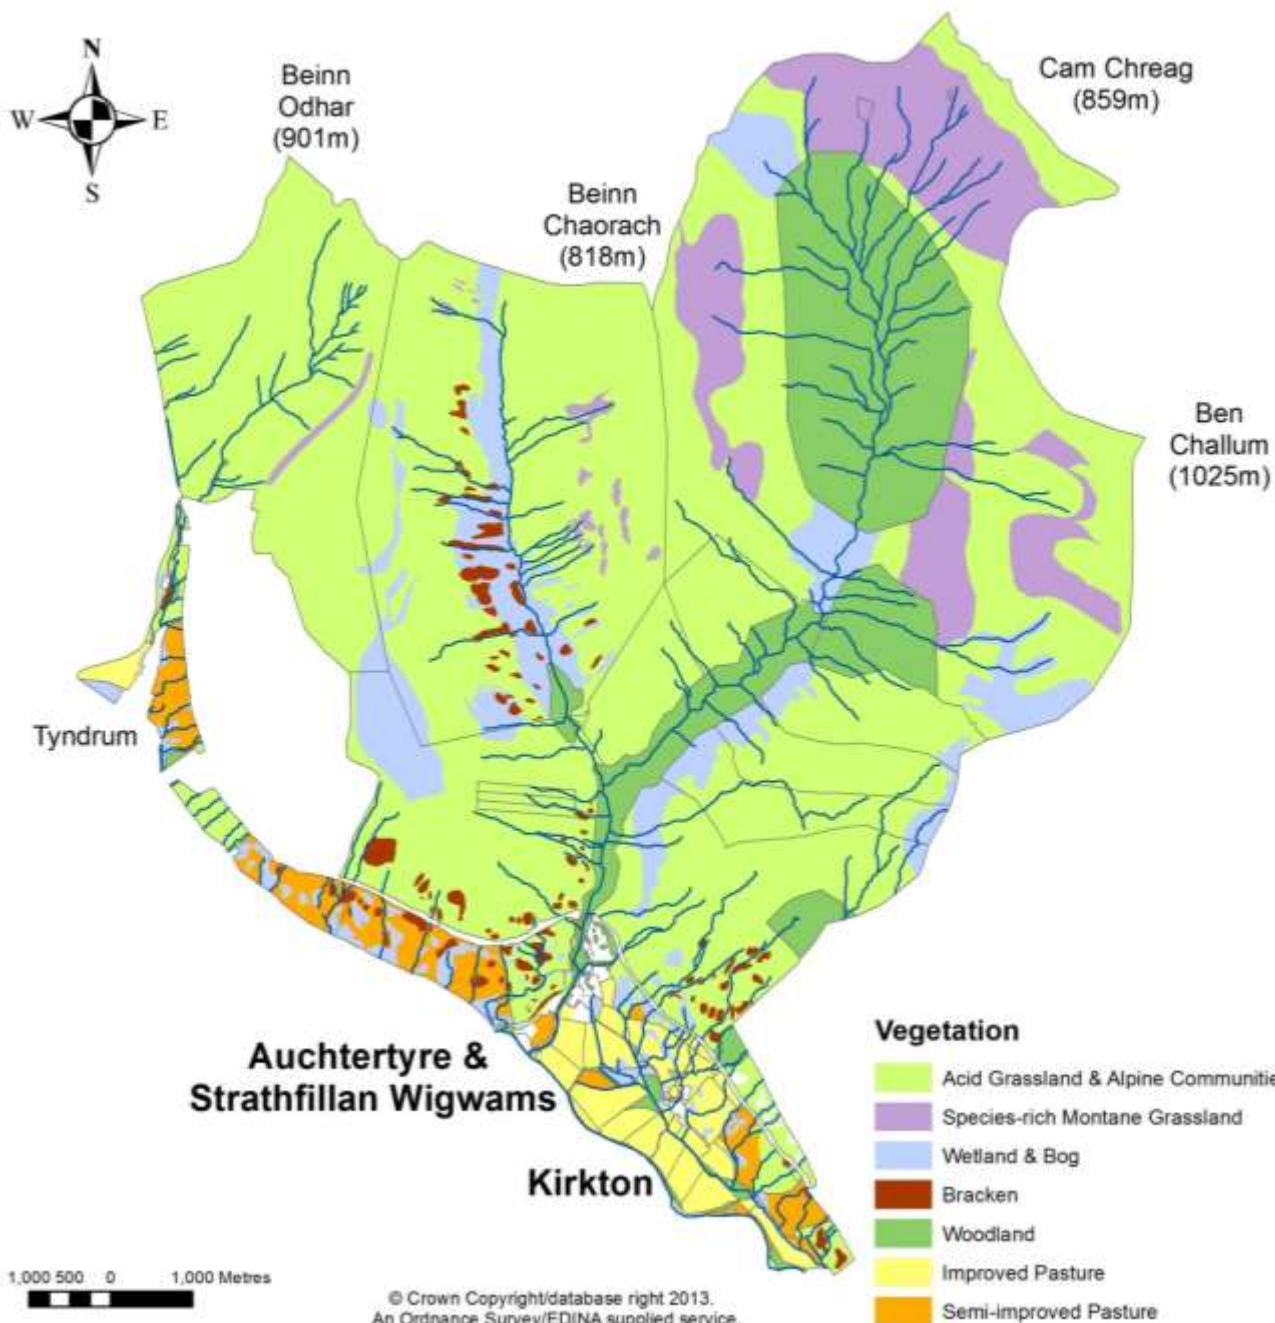 N
W
E
S
Beinn
Odhar
(901m)
Beinn
Chaorach
(818m)
Cam Chreag
(859m)
Ben
Challum
(1025m)
Tyndrum
Auchtertyre &
Strathfillan Wigwams
Kirkton
Vegetation
Acid Grassland & Alpine Communitie
Species-rich Montane Grassland
Wetland & Bog
Bracken
Woodland
Improved Pasture
Semi-improved Pasture
1,000 500 0 1,000 Metres
© Crown Copyright/database right 2013.
An Ordnance Survey/EDINA supplied service.